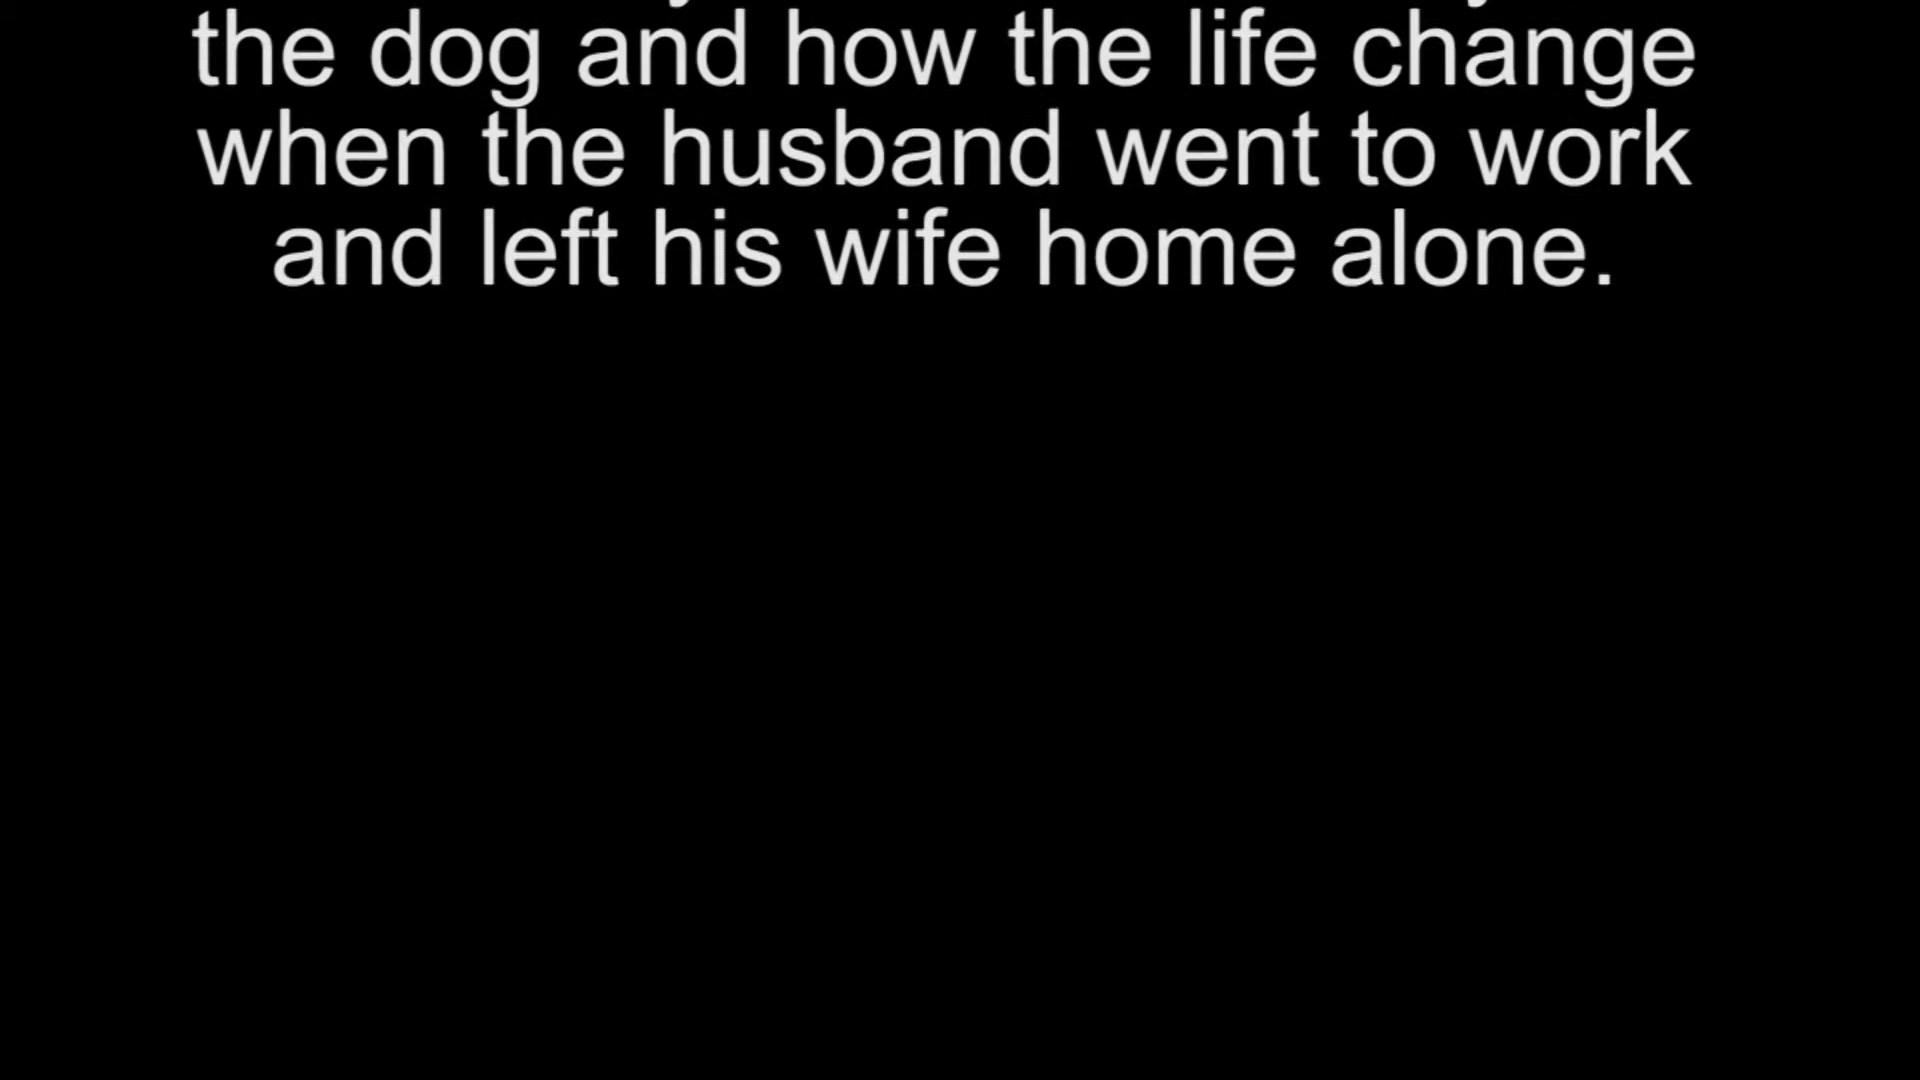 the dog and how the life change
when the husband went to work
and left his wife home alone.